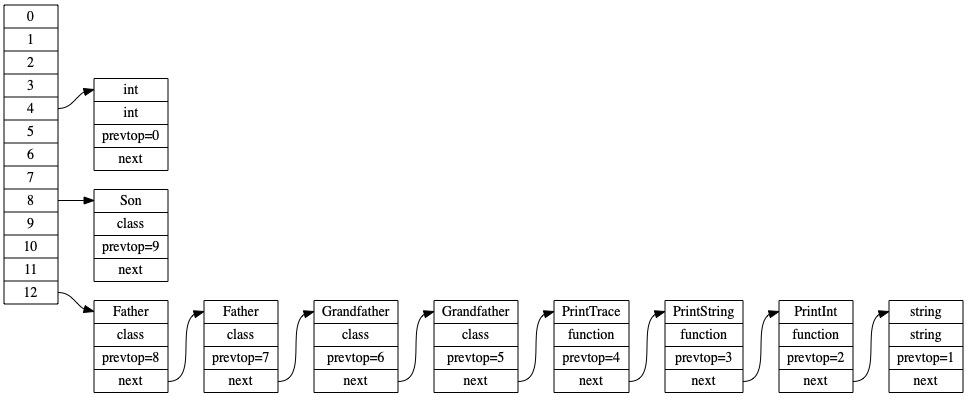 0
1
2
3
4
5
6
7
8
9
10
11
12
int
int
prevtop=0
next
Son
class
prevtop=9
next
Father
class
prevtop=8
next
Father
class
prevtop=7
next
Grandfather
class
prevtop=6
next
Grandfather
class
prevtop=5
next
PrintTrace
function
prevtop=4
next
PrintString
function
prevtop=3
next
PrintInt
function
prevtop=2
next
string
string
prevtop=1
next